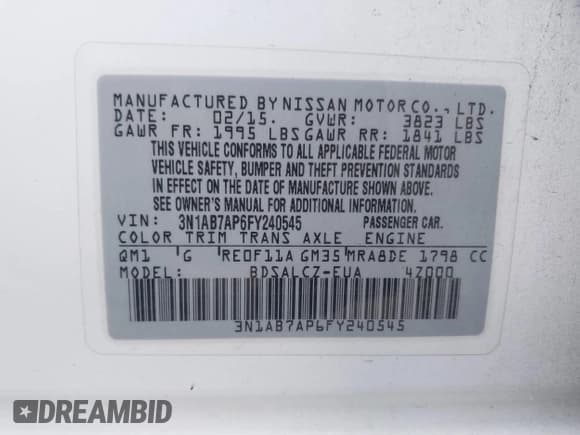 MANUFACTURED BY NISSAN MOTOR CO., LTD.
DATE: 02/15. GVWR: 3823 LBS
GAWR FR: 1995 LBS GAWR RR: 1841 LBS
THIS VEHICLE CONFORMS TO ALL APPLICABLE FEDERAL MOTOR
VEHICLE SAFETY, BUMPER AND THEFT PREVENTION STANDARDS
IN EFFECT ON THE DATE OF MANUFACTURE SHOWN ABOVE.
SEE OWNER'S MANUAL FOR ADDITIONAL INFORMATION.
VIN: 3N1AB7AP6FY240545 PASSENGER CAR.
COLOR TRIM TRANS AXLE ENGINE
QM1 G RE0F11A GM35 MRA8DE 1798 CC
MODEL: BDSALCZ-EUA 4Z000
3N1AB7AP6FY240545
DREAMBID